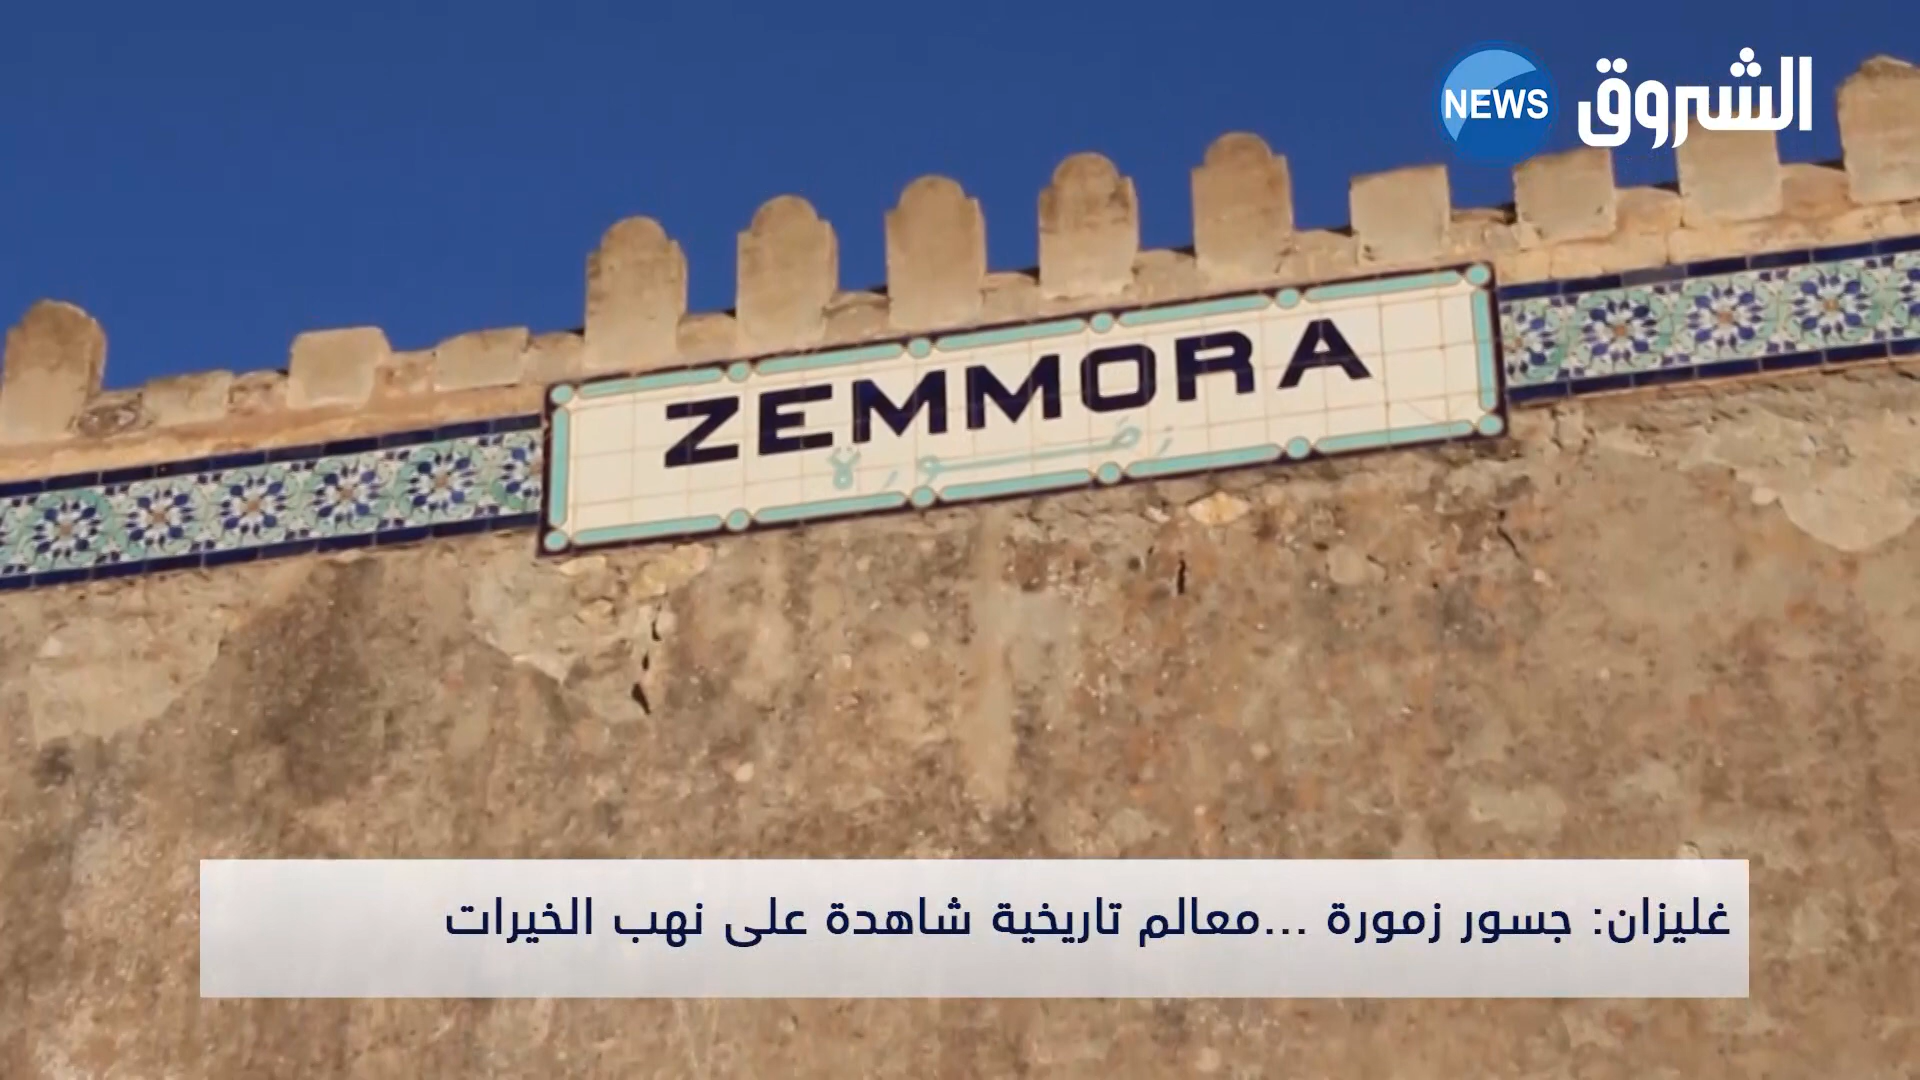 NEWS الشروق
ZEMMORA
زمورة
غليزان: جسور زمورة ...معالم تاريخية شاهدة على نهب الخيرات